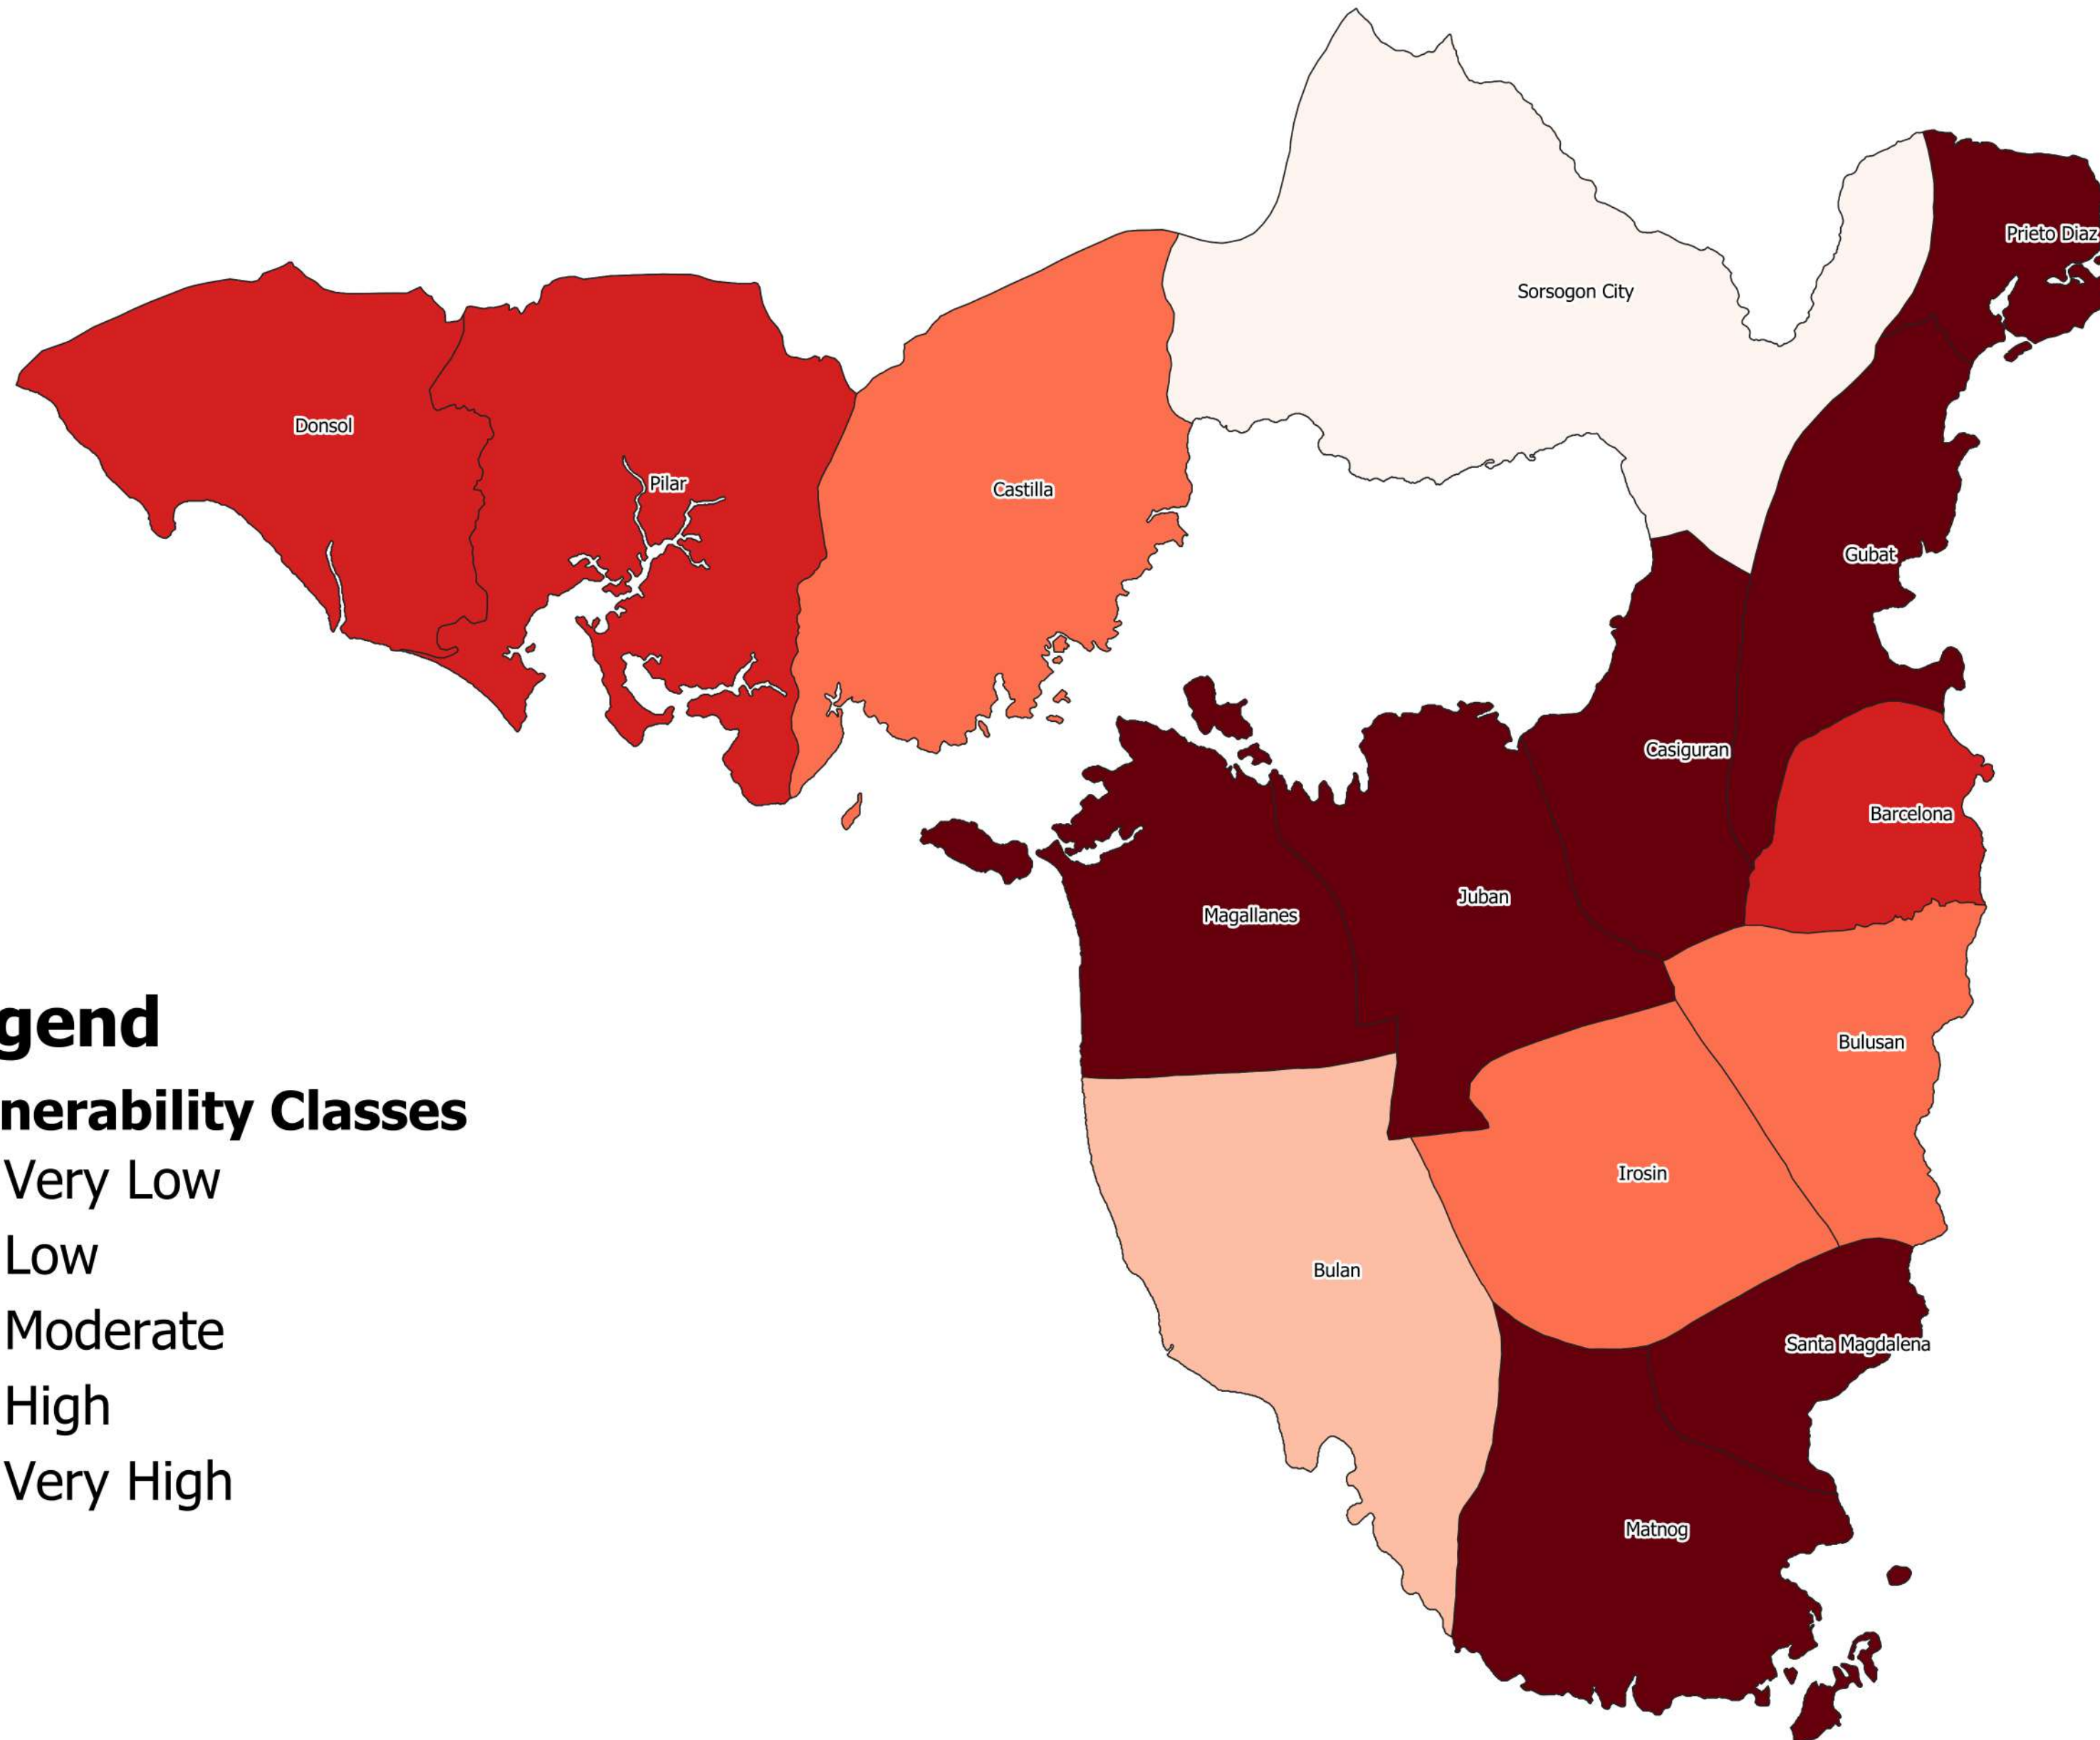 Prieto Diaz
Sorsogon City
Donsol
Pilar
Castilla
Gubat
Casiguran
Barcelona
Juban
Magallanes
Bulusan
Irosin
Bulan
Santa Magdalena
Matnog
gend
nerability Classes
Very Low
Low
Moderate
High
Very High